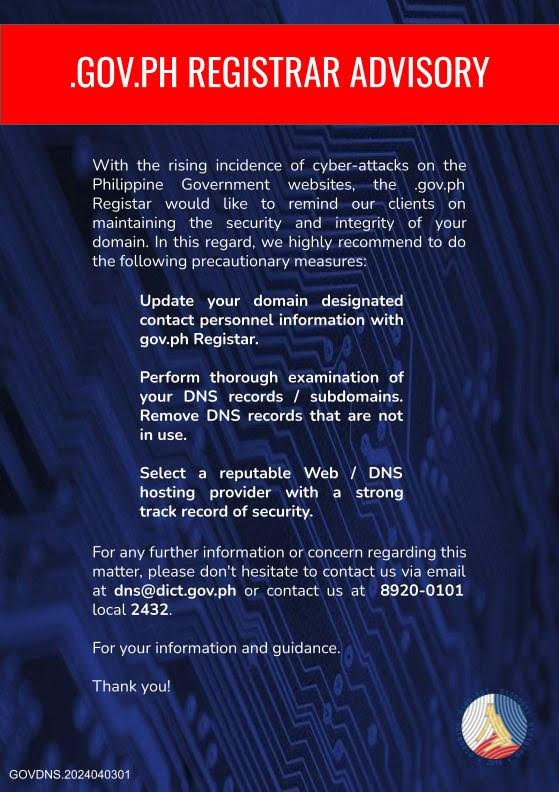 .GOV.PH REGISTRAR ADVISORY
With the rising incidence of cyber-attacks on the
Philippine Government websites, the .gov.ph
Registar would like to remind our clients on
maintaining the security and integrity of your
domain. In this regard, we highly recommend to do
the following precautionary measures:
Update your domain designated
contact personnel information with
gov.ph Registrar.
Perform thorough examination of
your DNS records / subdomains.
Remove DNS records that are not
in use.
Select a reputable Web / DNS
hosting provider with a strong
track record of security.
For any further information or concern regarding this
matter, please don't hesitate to contact us via email
at dns@dict.gov.ph or contact us at 8920-0101
local 2432.
For your information and guidance.
Thank you!
GOVDNS.2024040301